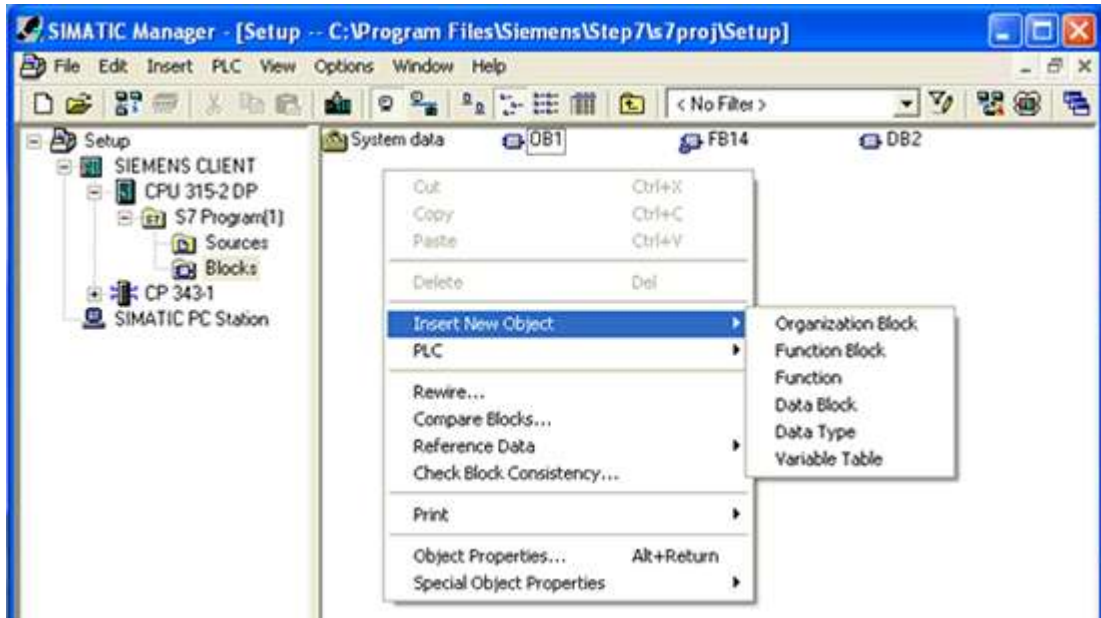 SIMATIC Manager - [Setup -- C:\Program Files\Siemens\Step7\s7proj\Setup]
File Edit Insert PLC View Options Window Help
< No Filter >
Setup
SIEMENS CLIENT
CPU 315-2 DP
S7 Program(1)
Sources
Blocks
CP 343-1
SIMATIC PC Station
System data OB1 FB14 DB2
Cut Ctrl+X
Copy Ctrl+C
Paste Ctrl+V
Delete Del
Insert New Object
PLC
Rewire...
Compare Blocks...
Reference Data
Check Block Consistency...
Print
Object Properties... Alt+Return
Special Object Properties
Organization Block
Function Block
Function
Data Block
Data Type
Variable Table